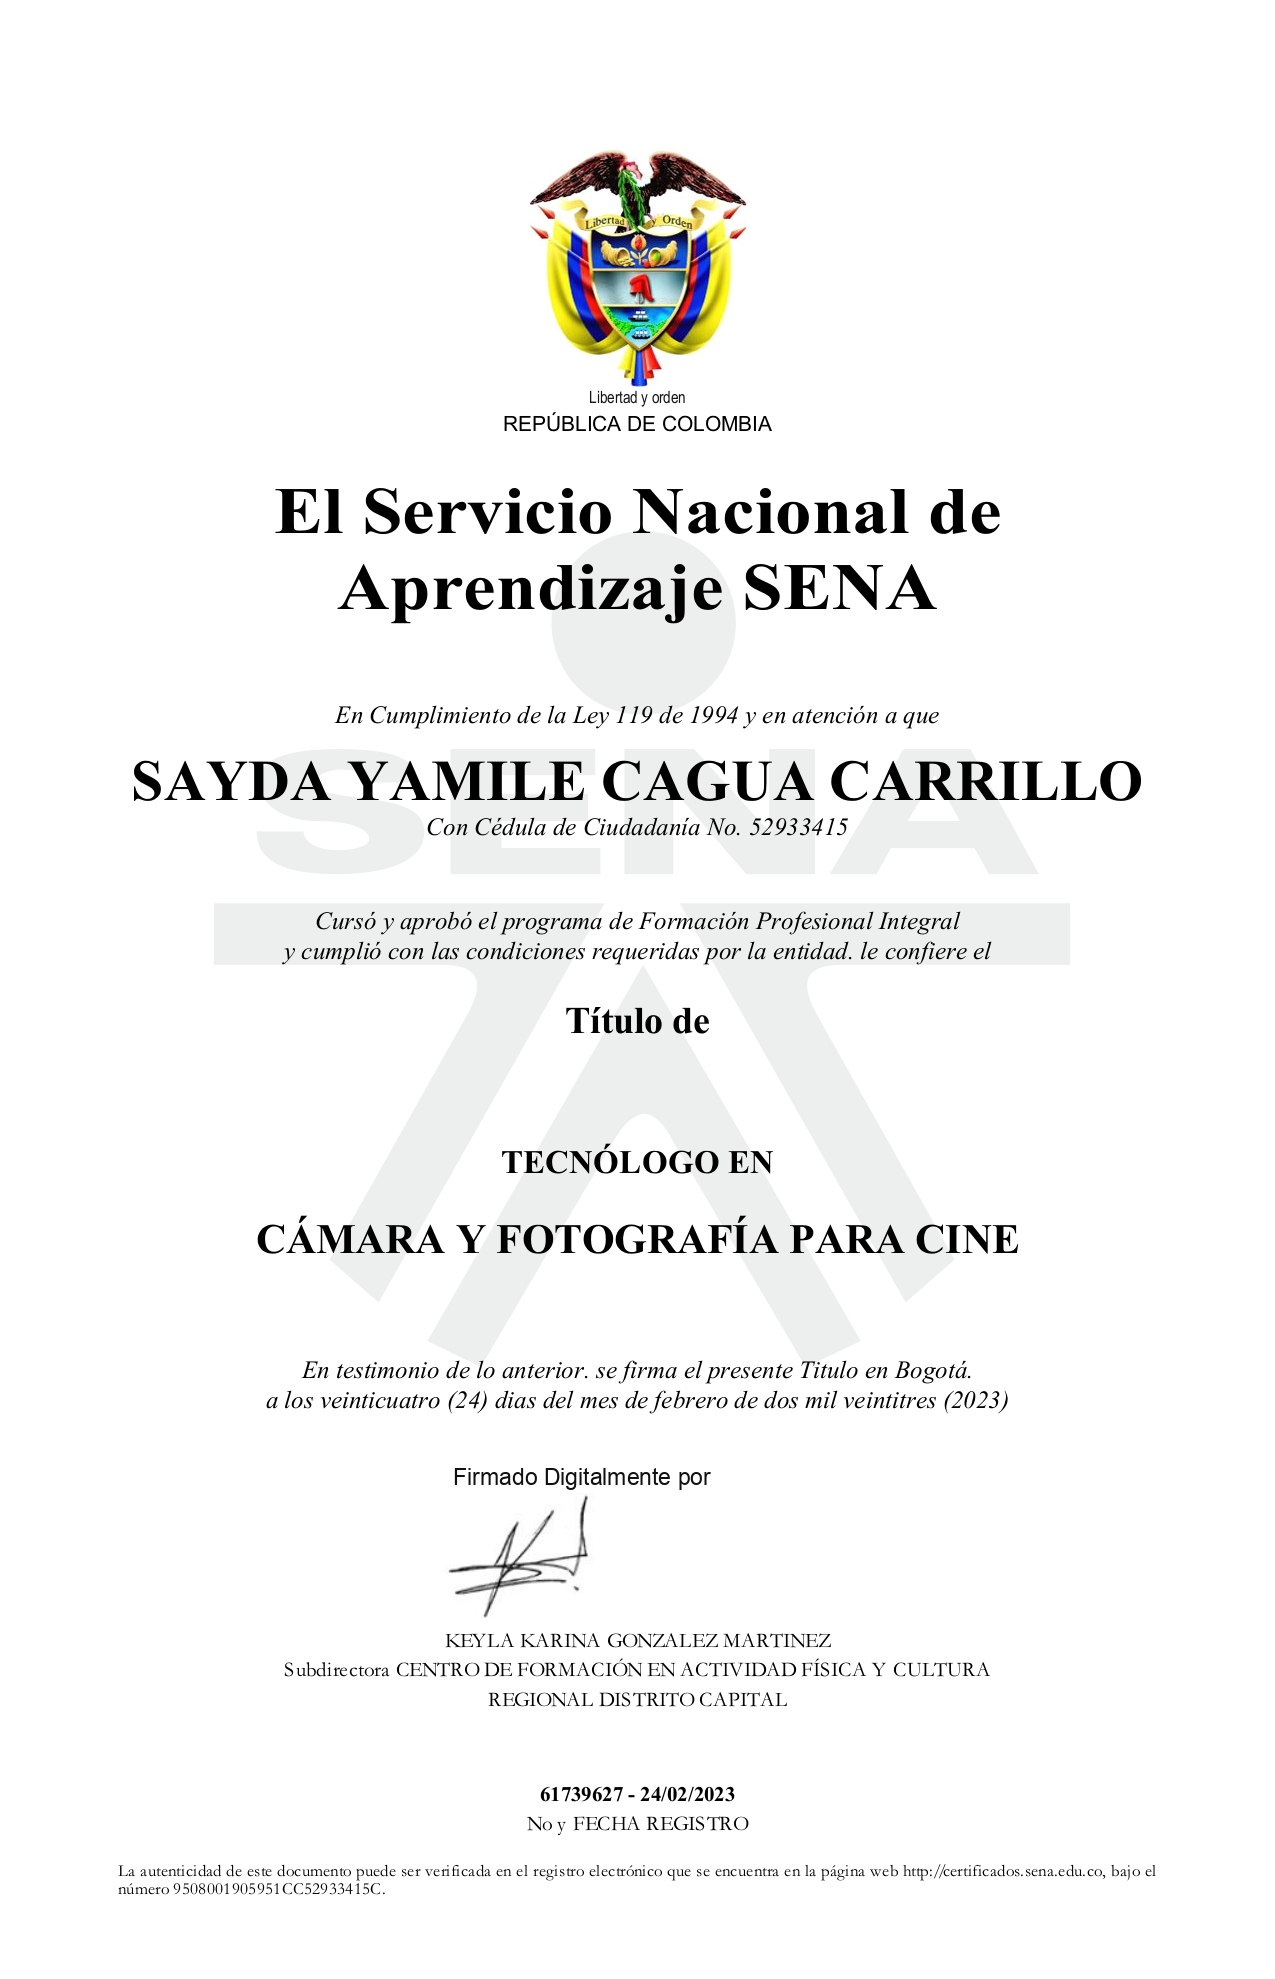 Libertad y Orden
Libertad y orden
REPÚBLICA DE COLOMBIA
El Servicio Nacional de
Aprendizaje SENA
En Cumplimiento de la Ley 119 de 1994 y en atención a que
SENA
SAYDA YAMILE CAGUA CARRILLO
Con Cédula de Ciudadanía No. 52933415
Cursó y aprobó el programa de Formación Profesional Integral
y cumplió con las condiciones requeridas por la entidad. le confiere el
Título de
TECNÓLOGO EN
CÁMARA Y FOTOGRAFÍA PARA CINE
En testimonio de lo anterior. se firma el presente Titulo en Bogotá.
a los veinticuatro (24) dias del mes de febrero de dos mil veintitres (2023)
Firmado Digitalmente por
KEYLA KARINA GONZALEZ MARTINEZ
Subdirectora CENTRO DE FORMACIÓN EN ACTIVIDAD FÍSICA Y CULTURA
REGIONAL DISTRITO CAPITAL
61739627 - 24/02/2023
No y FECHA REGISTRO
La autenticidad de este documento puede ser verificada en el registro electrónico que se encuentra en la página web http://certificados.sena.edu.co, bajo el
número 9508001905951CC52933415C.